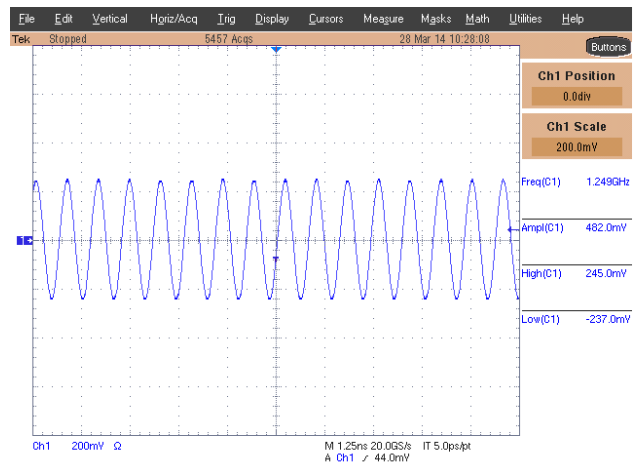 File Edit Vertical Horiz/Acq Trig Display Cursors Measure Masks Math Utilities Help
Tek Stopped 5457 Acqs 28 Mar 14 10:28:08
Buttons
Ch1 Position
0.0div
Ch1 Scale
200.0mV
Freq(C1) 1.249GHz
Ampl(C1) 482.0mV
High(C1) 245.0mV
Low(C1) -237.0mV
1
T
Ch1 200mV Ω M 1.25ns 20.0GS/s IT 5.0ps/pt
A Ch1 ∕ 44.0mV